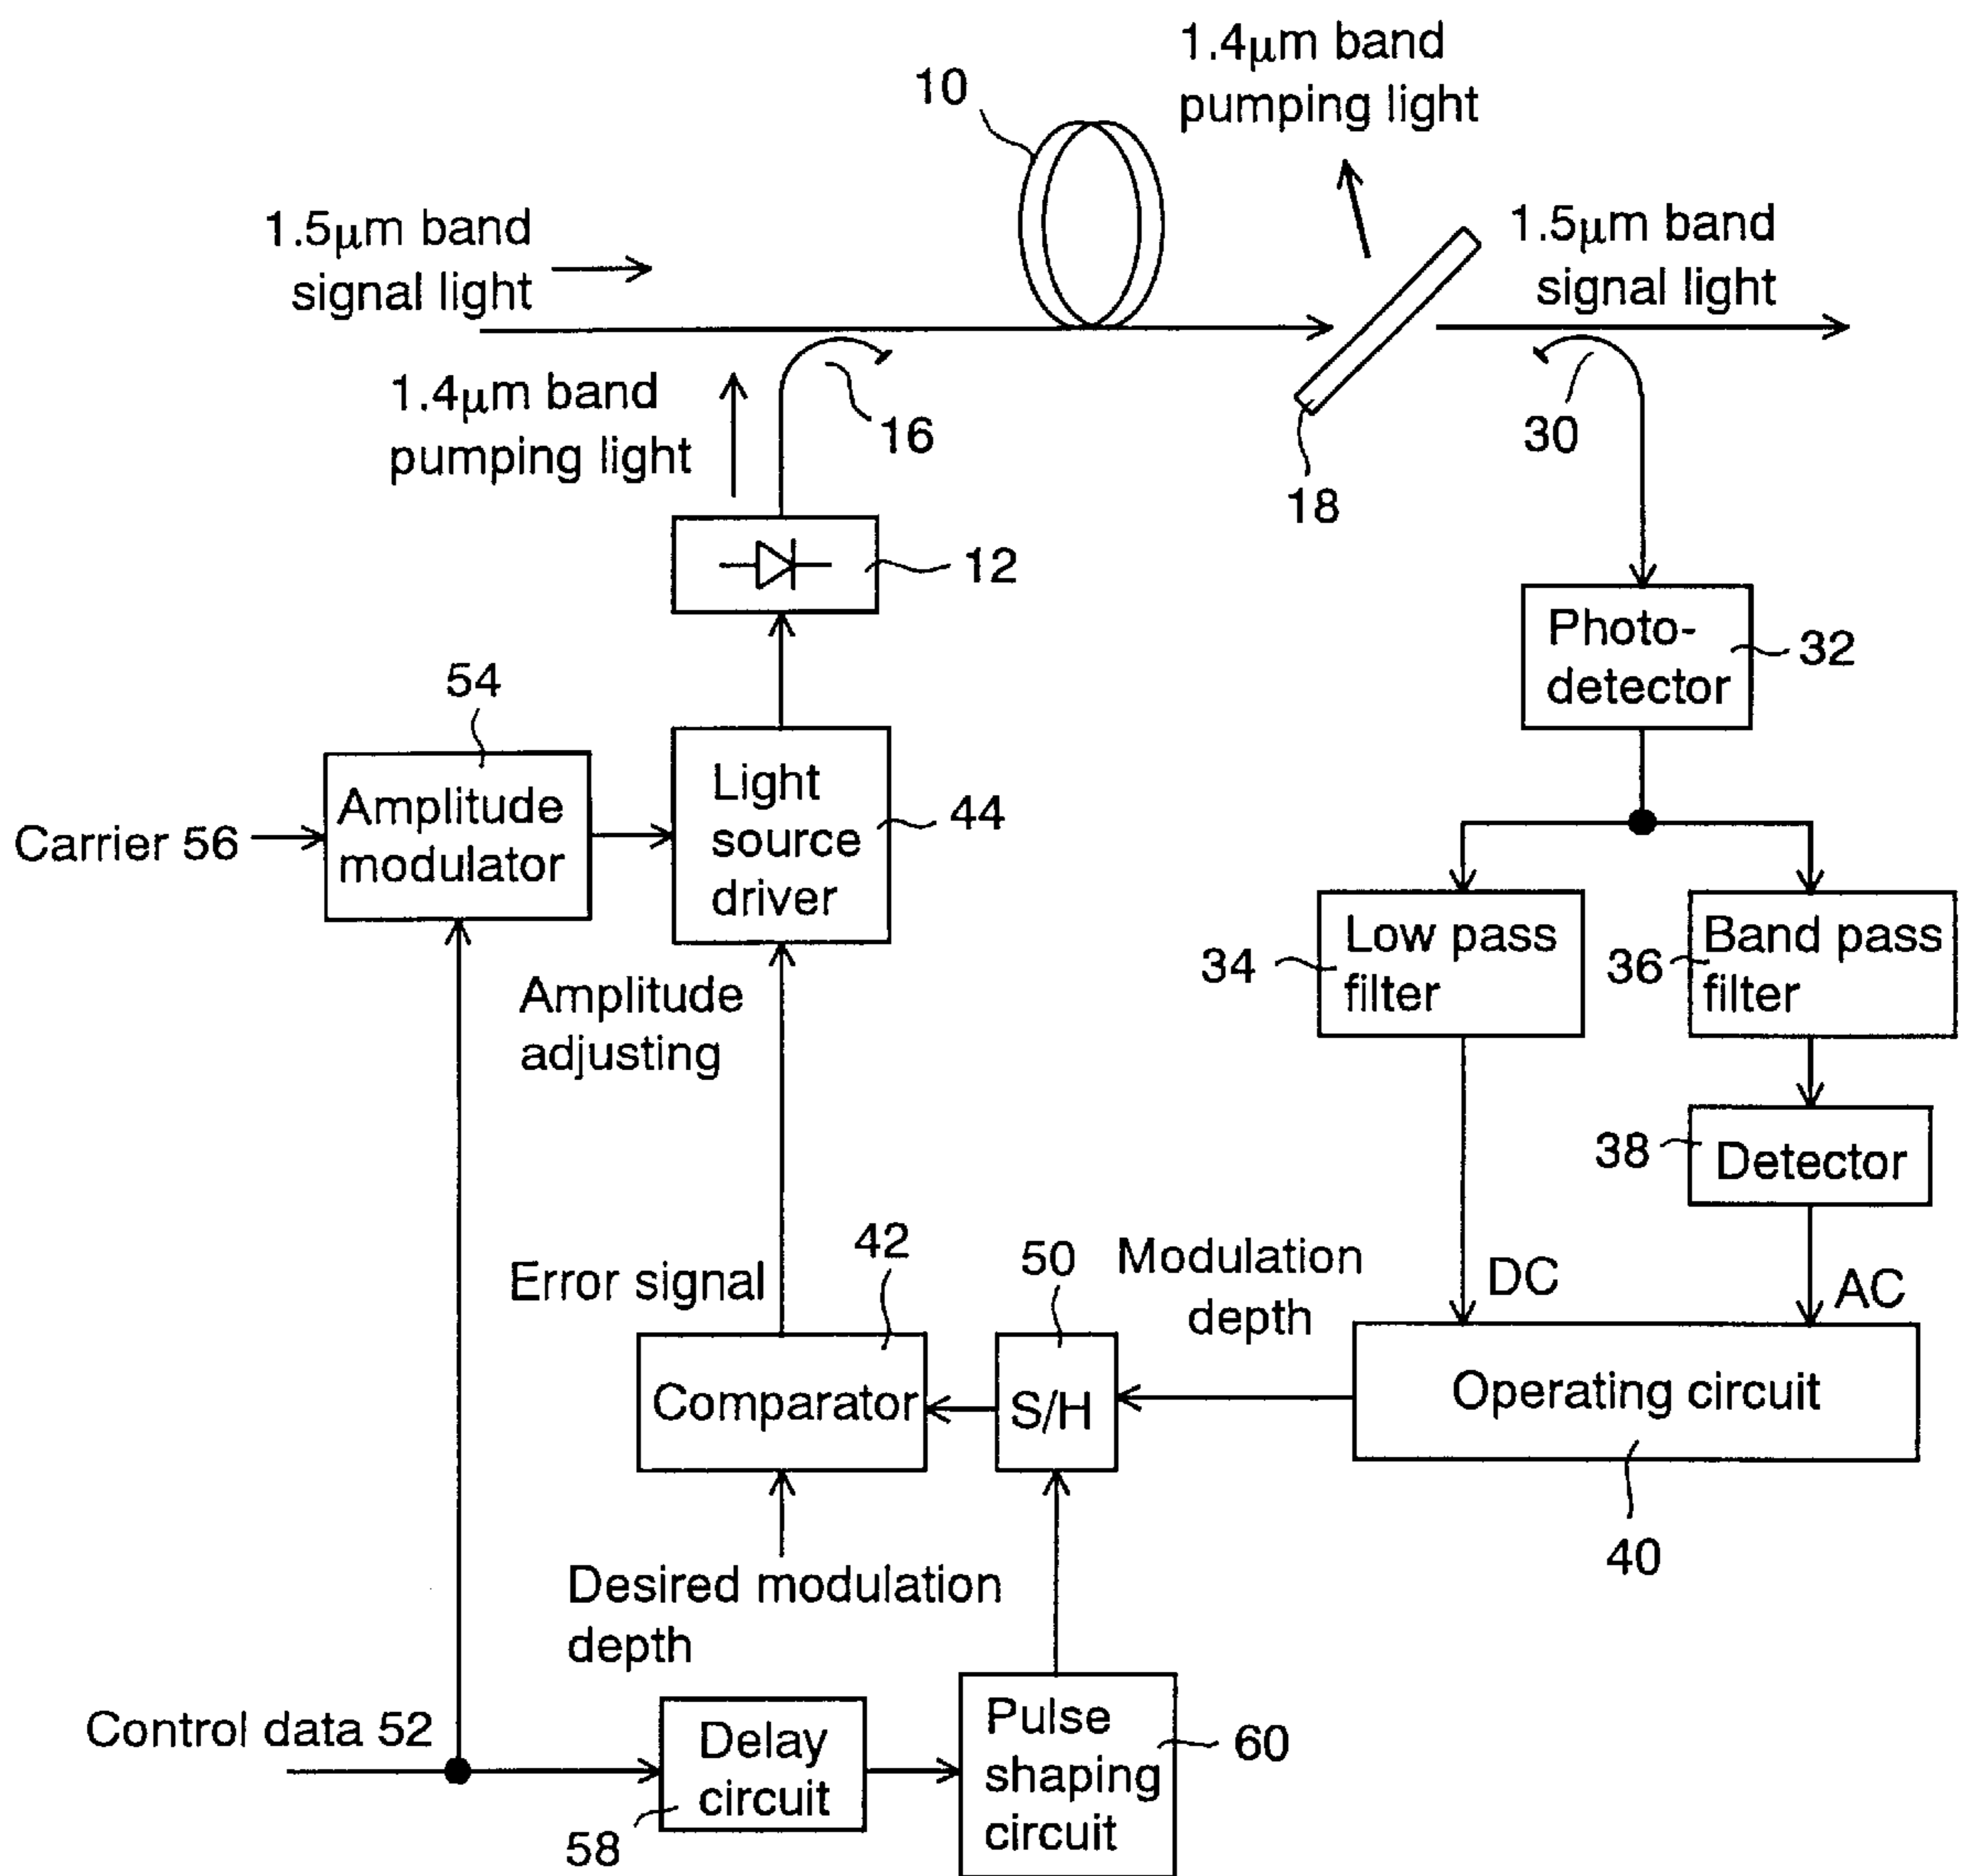 1.4μm band
pumping light
10
1.5μm band
signal light
1.5μm band
signal light
1.4μm band
pumping light
16
30
18
12
Photo-
detector
32
54
Light
source
driver
44
Amplitude
modulator
Carrier 56
Low pass
filter
34
Band pass
filter
36
Amplitude
adjusting
Detector
38
42
50
Modulation
depth
DC
AC
Error signal
Comparator
S/H
Operating circuit
40
Desired modulation
depth
Control data 52
Delay
circuit
58
Pulse
shaping
circuit
60